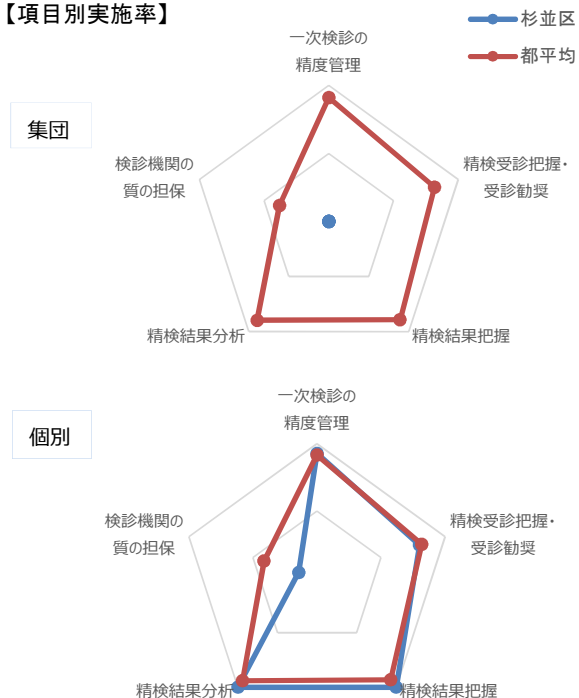 【項目別実施率】
杉並区
都平均
集団
一次検診の
精度管理
検診機関の
質の担保
精検受診把握・
受診勧奨
精検結果分析
精検結果把握
個別
一次検診の
精度管理
検診機関の
質の担保
精検受診把握・
受診勧奨
精検結果分析
精検結果把握